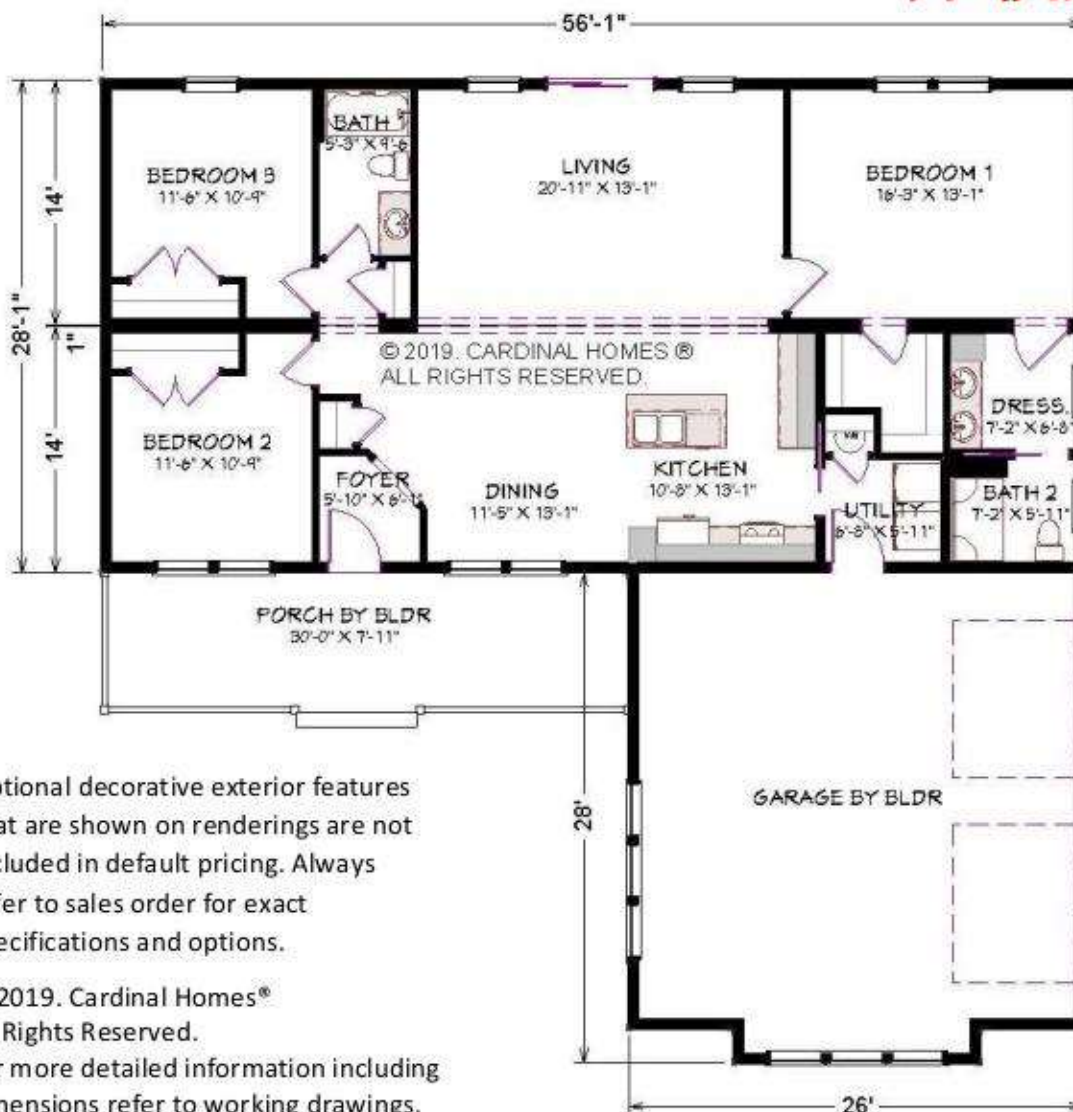 56'-1"
BEDROOM 3
11'-6" X 10'-9"
BATH
5'-3" X 9'-6
LIVING
20'-11" X 13'-1"
BEDROOM 1
16'-3" X 13'-1"
14'
28'-1"
1"
14'
© 2019. CARDINAL HOMES ®
ALL RIGHTS RESERVED.
BEDROOM 2
11'-6" X 10'-9"
FOYER
5'-10" X 6'-1"
DINING
11'-5" X 13'-1"
KITCHEN
10'-8" X 13'-1"
WH
UTILITY
6'-8" X 5'-11"
DRESS.
7'-2" X 6'-8"
BATH 2
7'-2" X 5'-11"
PORCH BY BLDR
30'-0" X 7'-11"
28'
GARAGE BY BLDR
26'
tional decorative exterior features
at are shown on renderings are not
cluded in default pricing. Always
fer to sales order for exact
ecifications and options.
2019. Cardinal Homes®
Rights Reserved.
r more detailed information including
mensions refer to working drawings.